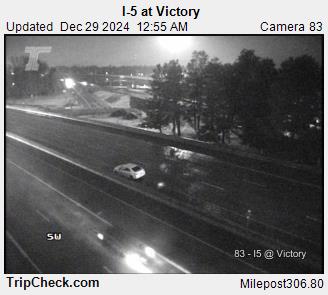 I-5 at Victory
Updated Dec 29 2024 12:55 AM Camera 83
T
SW
83 - I5 @ Victory
TripCheck.com Milepost306.80